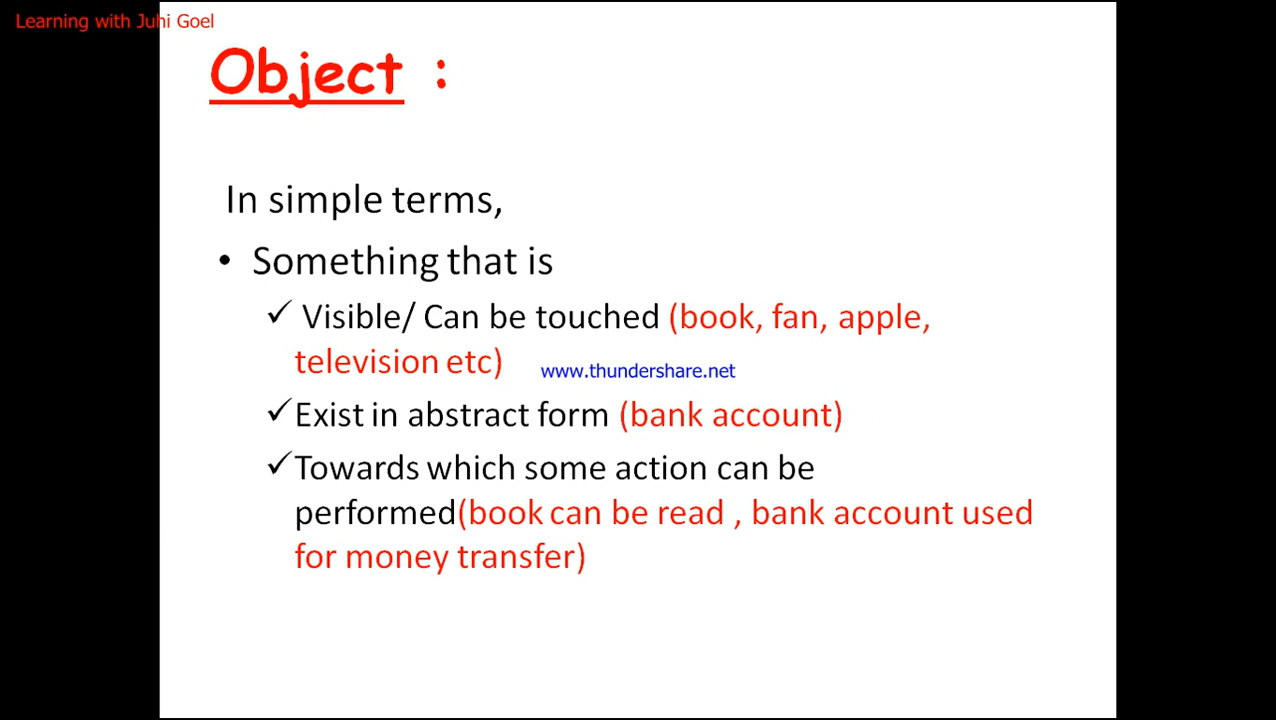 Learning with Juhi Goel
Object :
In simple terms,
• Something that is
✓ Visible/ Can be touched (book, fan, apple,
television etc)
www.thundershare.net
✓Exist in abstract form (bank account)
✓Towards which some action can be
performed(book can be read , bank account used
for money transfer)